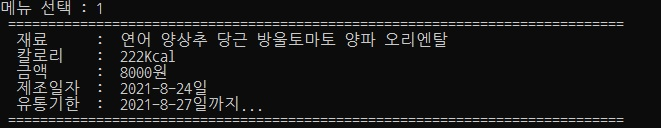 메뉴 선택 : 1
==============================================================================
재료 : 연어 양상추 당근 방울토마토 양파 오리엔탈
칼로리 : 222Kcal
금액 : 8000원
제조일자 : 2021-8-24일
유통기한 : 2021-8-27일까지...
==============================================================================